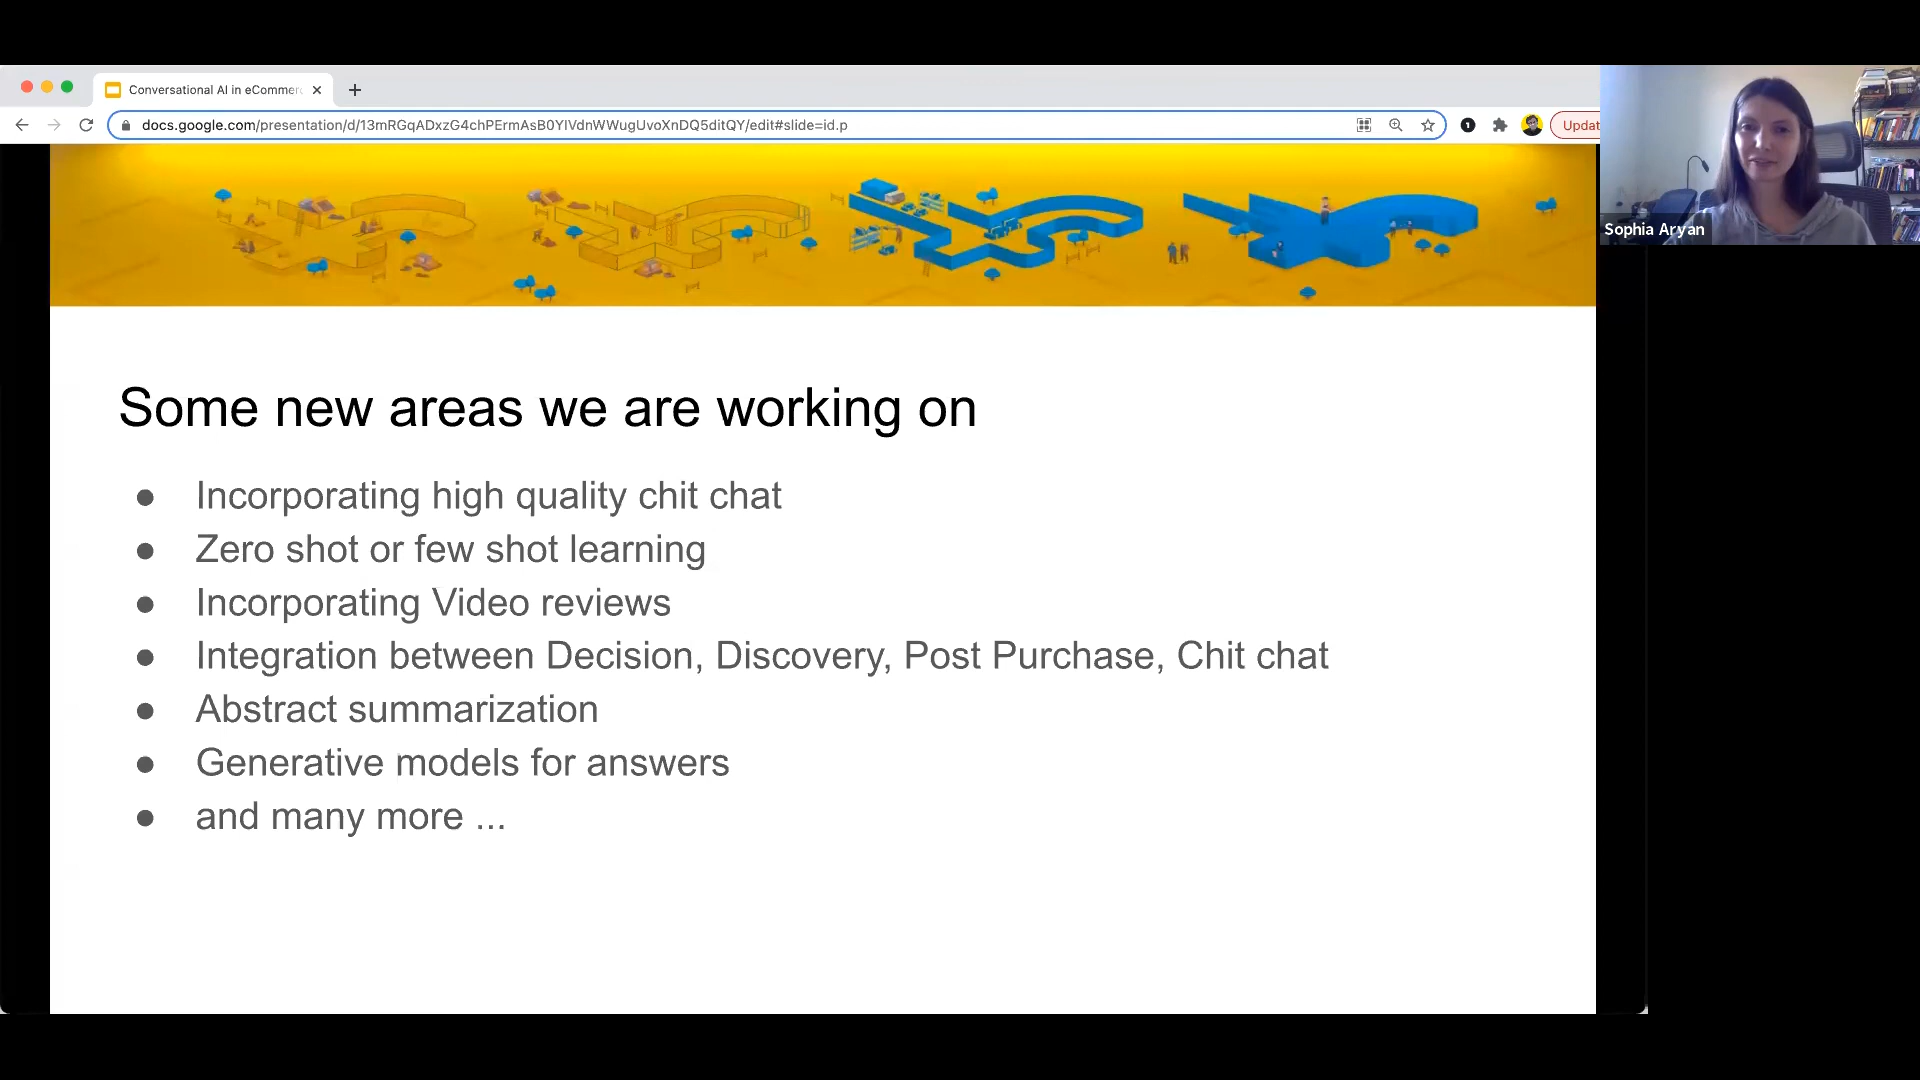 Conversational AI in eCommer
docs.google.com/presentation/d/13mRGqADxzG4chPErmAsB0YIVdnWWugUvoXnDQ5ditQY/edit#slide=id.p
Updat
Sophia Aryan
Some new areas we are working on
● Incorporating high quality chit chat
● Zero shot or few shot learning
● Incorporating Video reviews
● Integration between Decision, Discovery, Post Purchase, Chit chat
● Abstract summarization
● Generative models for answers
● and many more ...